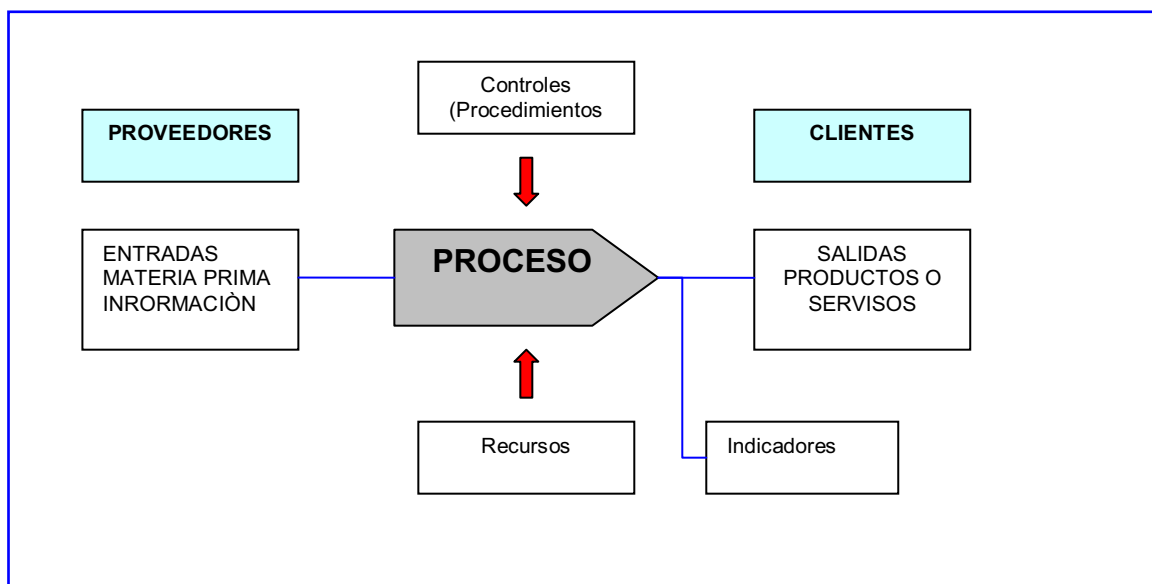 Controles
(Procedimientos
PROVEEDORES
CLIENTES
ENTRADAS
MATERIA PRIMA
INRORMACIÒN
PROCESO
SALIDAS
PRODUCTOS O
SERVISOS
Recursos
Indicadores